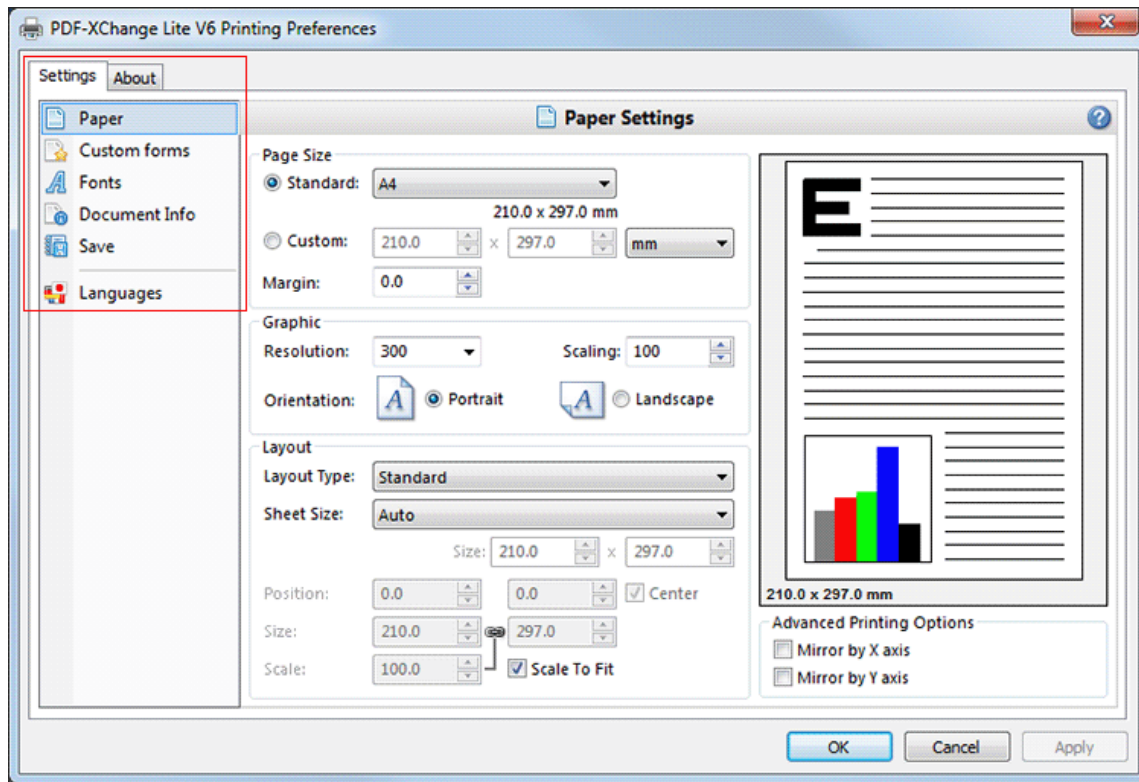 PDF-XChange Lite V6 Printing Preferences
Settings About
Paper
Custom forms
Fonts
Document Info
Save
Languages
Paper Settings
Page Size
Standard: A4
210.0 x 297.0 mm
Custom: 210.0 x 297.0 mm
Margin: 0.0
Graphic
Resolution: 300 Scaling: 100
Orientation: A Portrait A Landscape
Layout
Layout Type: Standard
Sheet Size: Auto
Size: 210.0 x 297.0
Position: 0.0 0.0 Center
Size: 210.0 297.0
Scale: 100.0 Scale To Fit
E
210.0 x 297.0 mm
Advanced Printing Options
Mirror by X axis
Mirror by Y axis
OK Cancel Apply